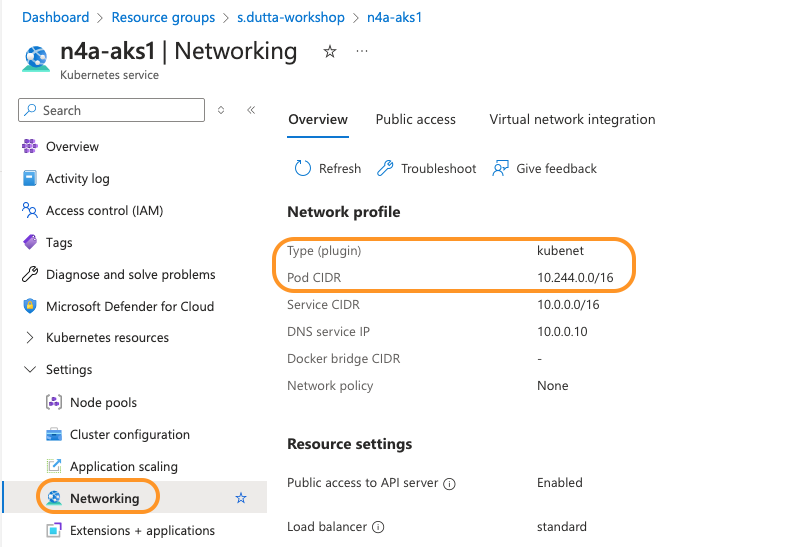 Dashboard > Resource groups > s.dutta-workshop > n4a-aks1
n4a-aks1 | Networking
Kubernetes service
Search
Overview
Activity log
Access control (IAM)
Tags
Diagnose and solve problems
Microsoft Defender for Cloud
Kubernetes resources
Settings
Node pools
Cluster configuration
Application scaling
Networking
Extensions + applications
Overview Public access Virtual network integration
Refresh Troubleshoot Give feedback
Network profile
Type (plugin) kubenet
Pod CIDR 10.244.0.0/16
Service CIDR 10.0.0.0/16
DNS service IP 10.0.0.10
Docker bridge CIDR -
Network policy None
Resource settings
Public access to API server Enabled
Load balancer standard